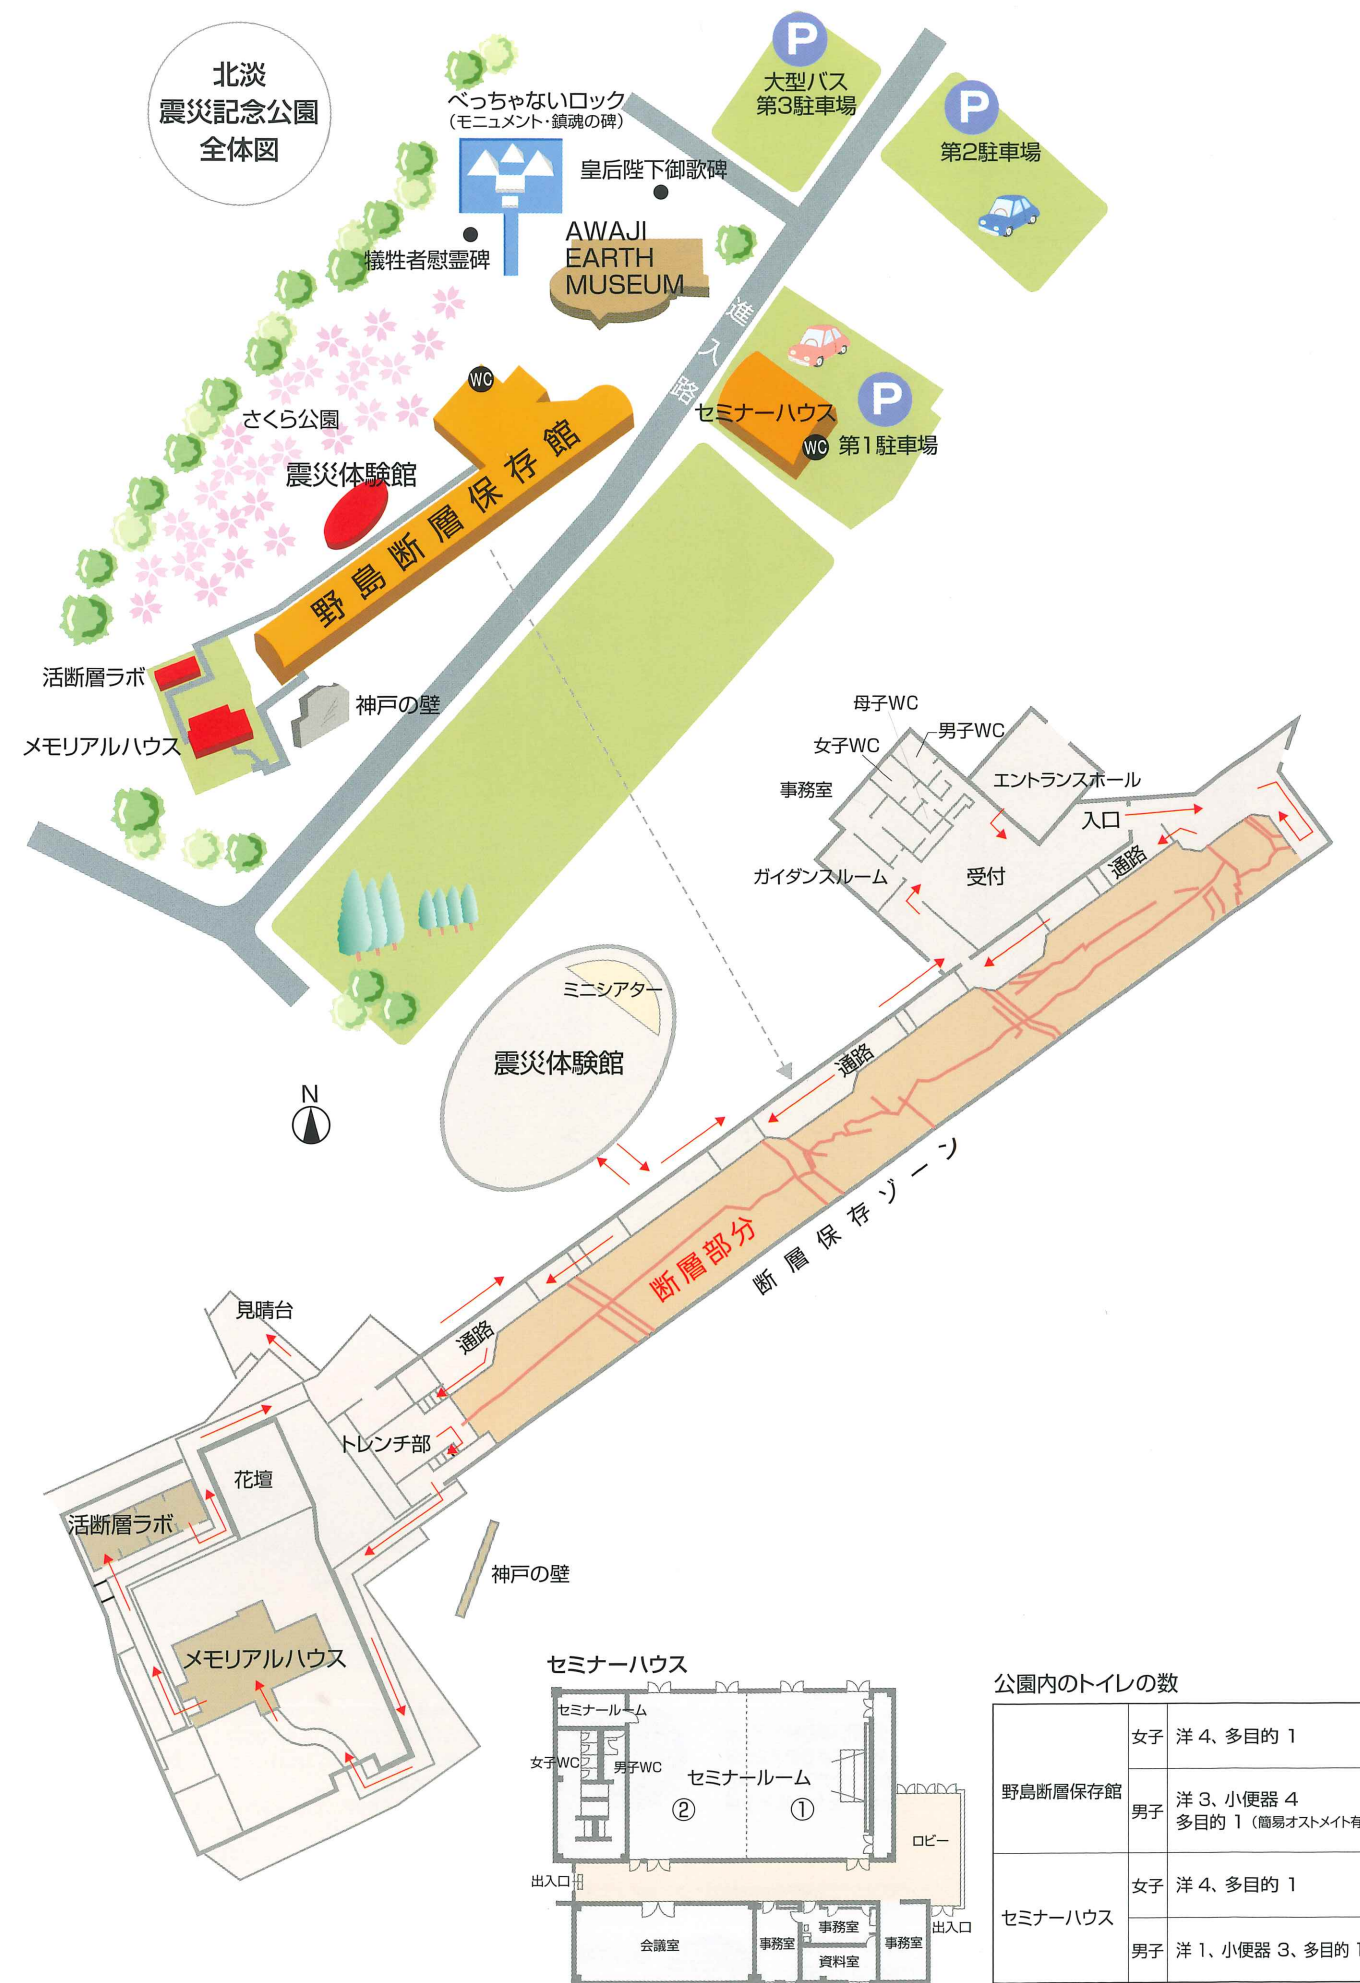 北淡
震災記念公園
全体図
べっちゃないロック
(モニュメント・鎮魂の碑)
皇后陛下御歌碑
犠牲者慰霊碑
AWAJI
EARTH
MUSEUM
P
大型バス
第3駐車場
P
第2駐車場
進入路
WC
さくら公園
震災体験館
野島断層保存館
セミナーハウス
P
WC
第1駐車場
活断層ラボ
メモリアルハウス
神戸の壁
母子WC
男子WC
女子WC
事務室
エントランスホール
入口
ガイダンスルーム
受付
通路
ミニシアター
震災体験館
通路
N
断層部分
断層保存ゾーン
見晴台
通路
トレンチ部
花壇
活断層ラボ
神戸の壁
メモリアルハウス
セミナーハウス
セミナールーム
女子WC
男子WC
セミナールーム
②
①
ロビー
出入口
会議室
事務室
事務室
資料室
事務室
出入口
公園内のトイレの数
野島断層保存館
女子 洋 4、多目的 1
男子 洋 3、小便器 4
多目的 1 (簡易オストメイト有
セミナーハウス
女子 洋 4、多目的 1
男子 洋 1、小便器 3、多目的 1